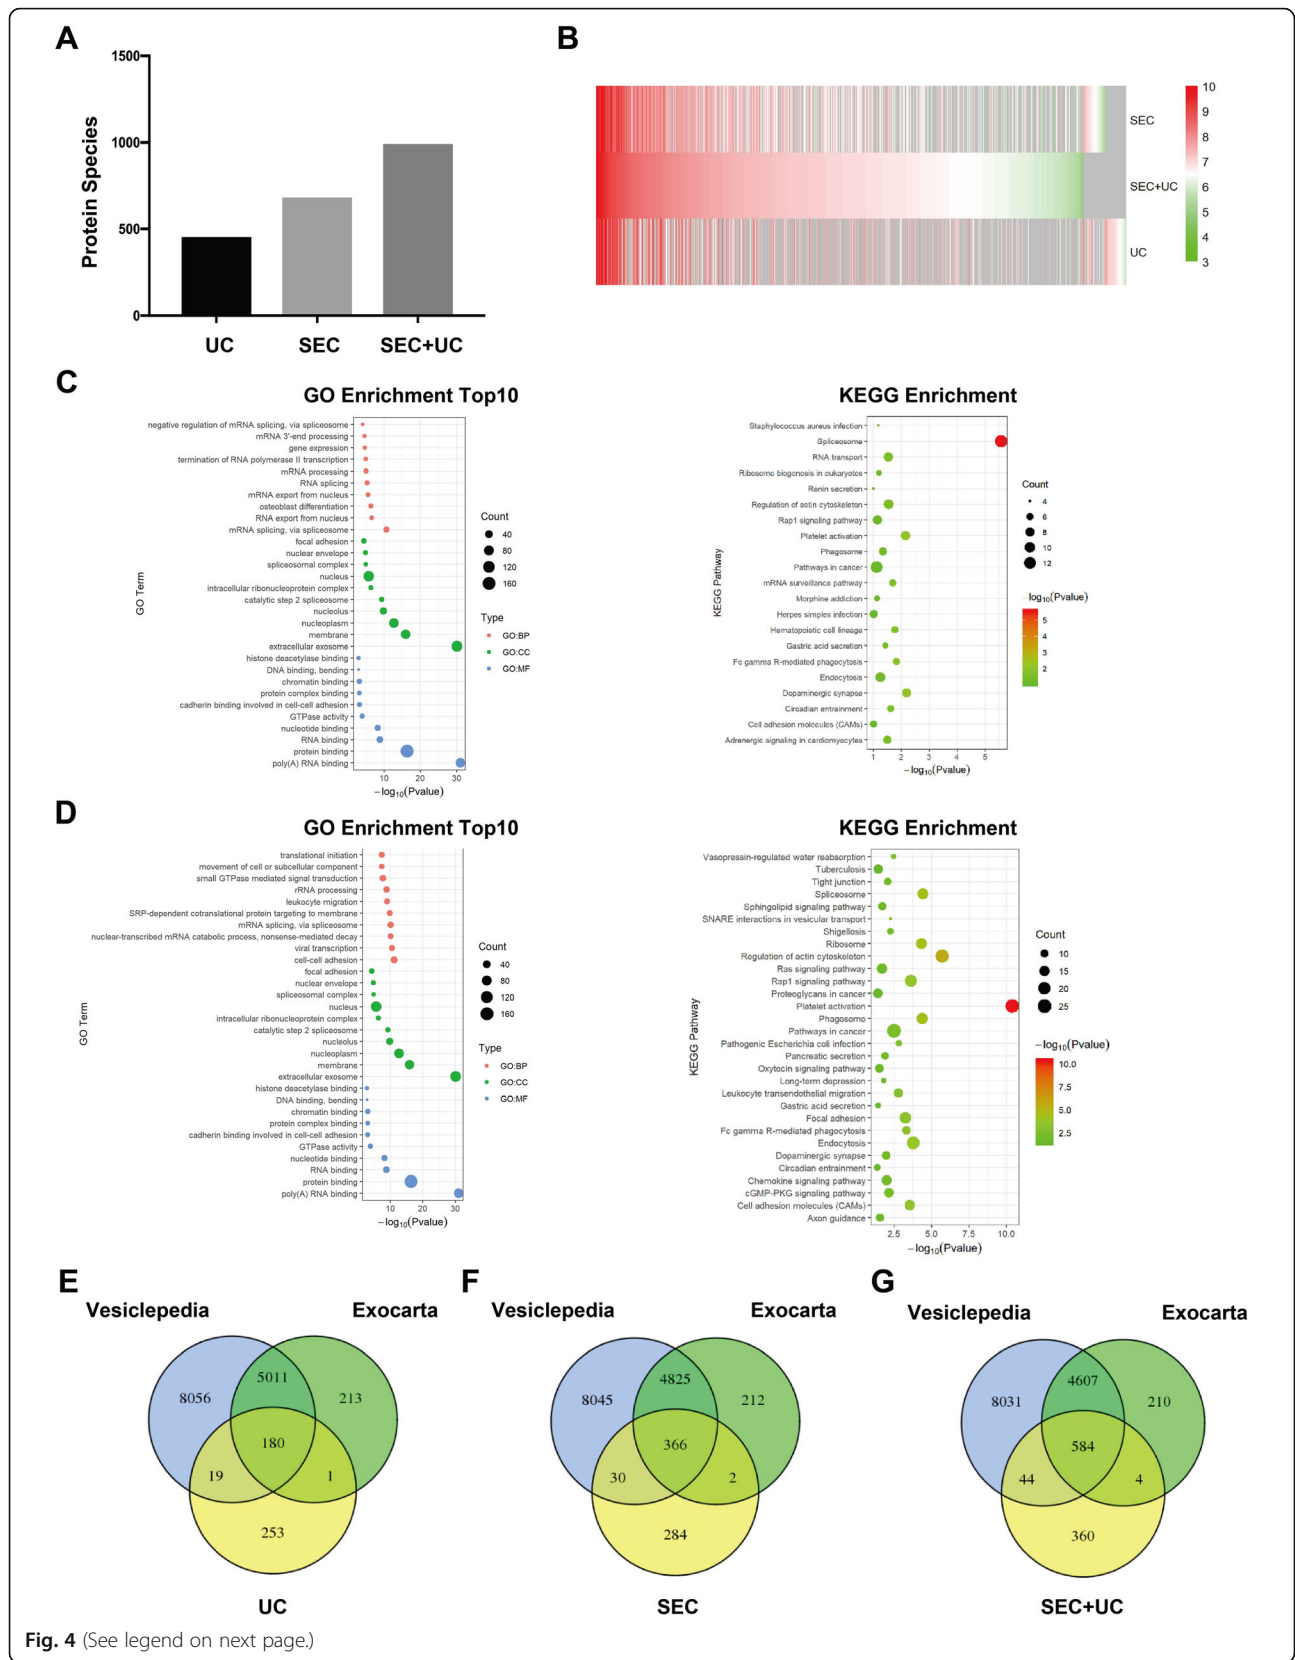 A
1500
1000
500
0
Protein Species
UC
SEC
SEC+UC
B
SEC
SEC+UC
UC
10
9
8
7
6
5
4
3
C
GO Enrichment Top10
GO Term
negative regulation of mRNA splicing, via spliceosome
mRNA 3'-end processing
gene expression
termination of RNA polymerase II transcription
mRNA processing
RNA splicing
mRNA export from nucleus
osteoblast differentiation
RNA export from nucleus
mRNA splicing, via spliceosome
focal adhesion
nuclear envelope
spliceosomal complex
nucleus
intracellular ribonucleoprotein complex
catalytic step 2 spliceosome
nucleolus
nucleoplasm
membrane
extracellular exosome
histone deacetylase binding
DNA binding, bending
chromatin binding
protein complex binding
cadherin binding involved in cell-cell adhesion
GTPase activity
nucleotide binding
RNA binding
protein binding
poly(A) RNA binding
10 20 30
−log10(Pvalue)
Count
40
80
120
160
Type
GO:BP
GO:CC
GO:MF
KEGG Enrichment
KEGG Pathway
Staphylococcus aureus infection
Spliceosome
RNA transport
Ribosome biogenesis in eukaryotes
Renin secretion
Regulation of actin cytoskeleton
Rap1 signaling pathway
Platelet activation
Phagosome
Pathways in cancer
mRNA surveillance pathway
Morphine addiction
Herpes simplex infection
Hematopoietic cell lineage
Gastric acid secretion
Fc gamma R-mediated phagocytosis
Endocytosis
Dopaminergic synapse
Circadian entrainment
Cell adhesion molecules (CAMs)
Adrenergic signaling in cardiomyocytes
1 2 3 4 5
−log10(Pvalue)
Count
4
6
8
10
12
−log10(Pvalue)
5
4
3
2
D
GO Enrichment Top10
GO Term
translational initiation
movement of cell or subcellular component
small GTPase mediated signal transduction
rRNA processing
leukocyte migration
SRP-dependent cotranslational protein targeting to membrane
mRNA splicing, via spliceosome
nuclear-transcribed mRNA catabolic process, nonsense-mediated decay
viral transcription
cell-cell adhesion
focal adhesion
nuclear envelope
spliceosomal complex
nucleus
intracellular ribonucleoprotein complex
catalytic step 2 spliceosome
nucleolus
nucleoplasm
membrane
extracellular exosome
histone deacetylase binding
DNA binding, bending
chromatin binding
protein complex binding
cadherin binding involved in cell-cell adhesion
GTPase activity
nucleotide binding
RNA binding
protein binding
poly(A) RNA binding
10 20 30
−log10(Pvalue)
Count
40
80
120
160
Type
GO:BP
GO:CC
GO:MF
KEGG Enrichment
KEGG Pathway
Vasopressin-regulated water reabsorption
Tuberculosis
Tight junction
Spliceosome
Sphingolipid signaling pathway
SNARE interactions in vesicular transport
Shigellosis
Ribosome
Regulation of actin cytoskeleton
Ras signaling pathway
Rap1 signaling pathway
Proteoglycans in cancer
Platelet activation
Phagosome
Pathways in cancer
Pathogenic Escherichia coli infection
Pancreatic secretion
Oxytocin signaling pathway
Long-term depression
Leukocyte transendothelial migration
Gastric acid secretion
Focal adhesion
Fc gamma R-mediated phagocytosis
Endocytosis
Dopaminergic synapse
Circadian entrainment
Chemokine signaling pathway
cGMP-PKG signaling pathway
Cell adhesion molecules (CAMs)
Axon guidance
2.5 5.0 7.5 10.0
−log10(Pvalue)
Count
10
15
20
25
−log10(Pvalue)
10.0
7.5
5.0
2.5
E
Vesiclepedia
Exocarta
8056
5011
213
180
19
1
253
UC
F
Vesiclepedia
Exocarta
8045
4825
212
366
30
2
284
SEC
G
Vesiclepedia
Exocarta
8031
4607
210
584
44
4
360
SEC+UC
Fig. 4 (See legend on next page.)